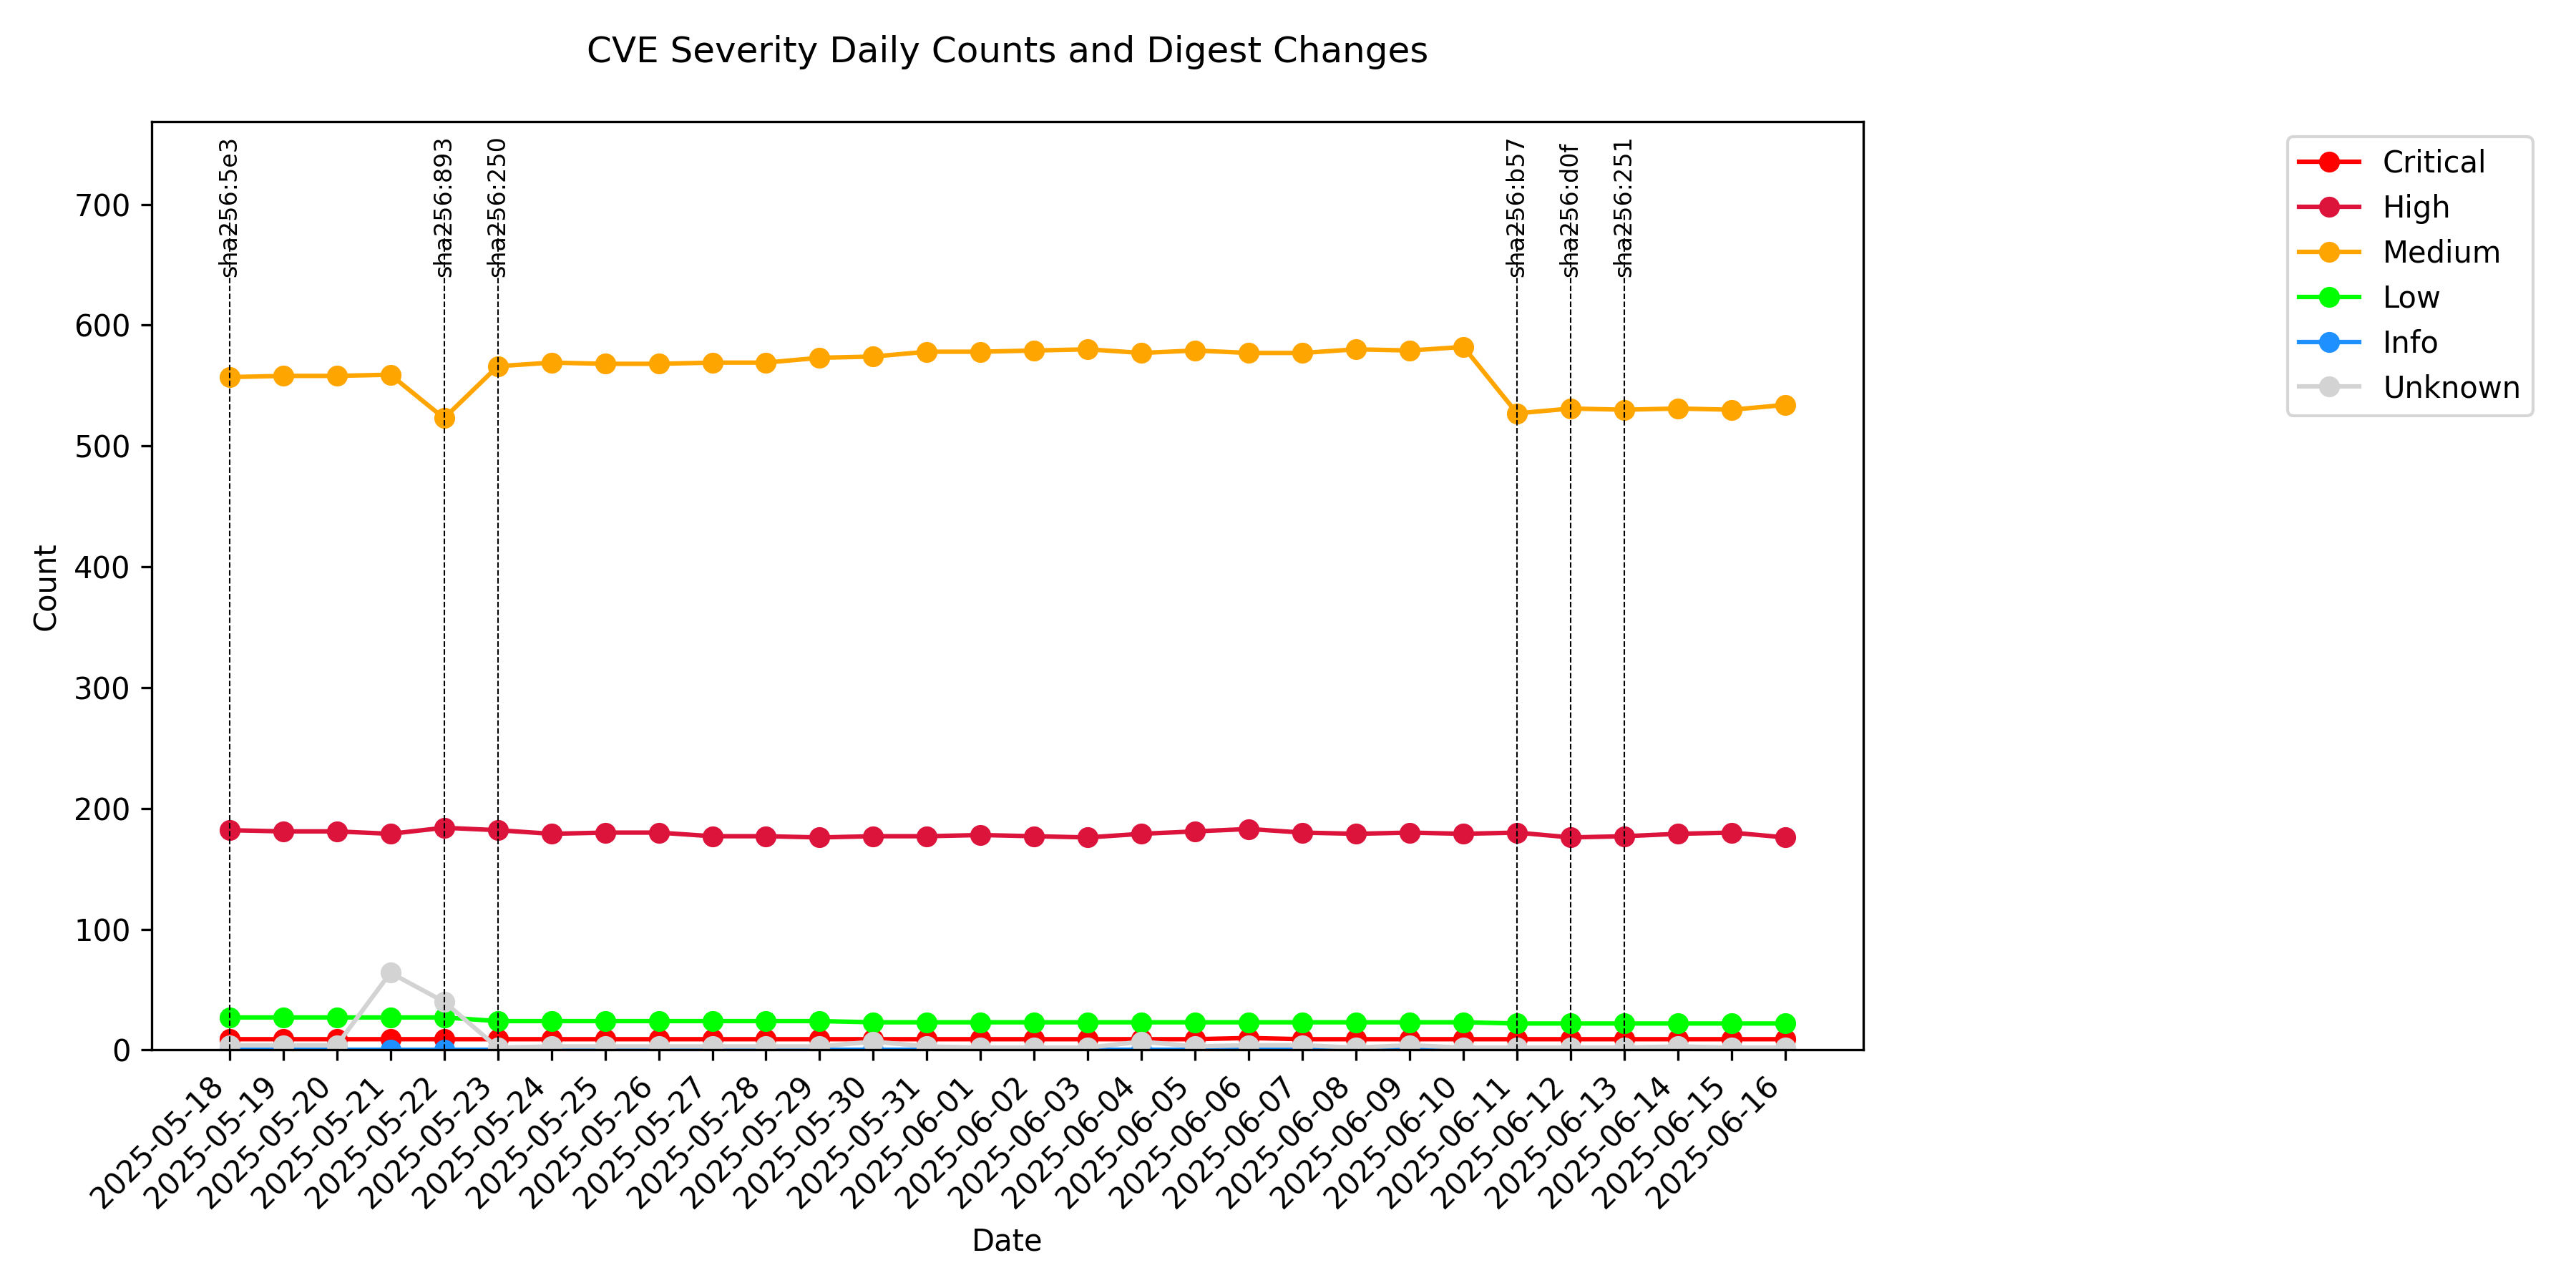 CVE Severity Daily Counts and Digest Changes
sha256:5e3
sha256:893
sha256:250
sha256:b57
sha256:d0f
sha256:251
Critical
High
Medium
Low
Info
Unknown
700
600
500
400
300
200
100
0
Count
2025-05-18
2025-05-19
2025-05-20
2025-05-21
2025-05-22
2025-05-23
2025-05-24
2025-05-25
2025-05-26
2025-05-27
2025-05-28
2025-05-29
2025-05-30
2025-05-31
2025-06-01
2025-06-02
2025-06-03
2025-06-04
2025-06-05
2025-06-06
2025-06-07
2025-06-08
2025-06-09
2025-06-10
2025-06-11
2025-06-12
2025-06-13
2025-06-14
2025-06-15
2025-06-16
Date